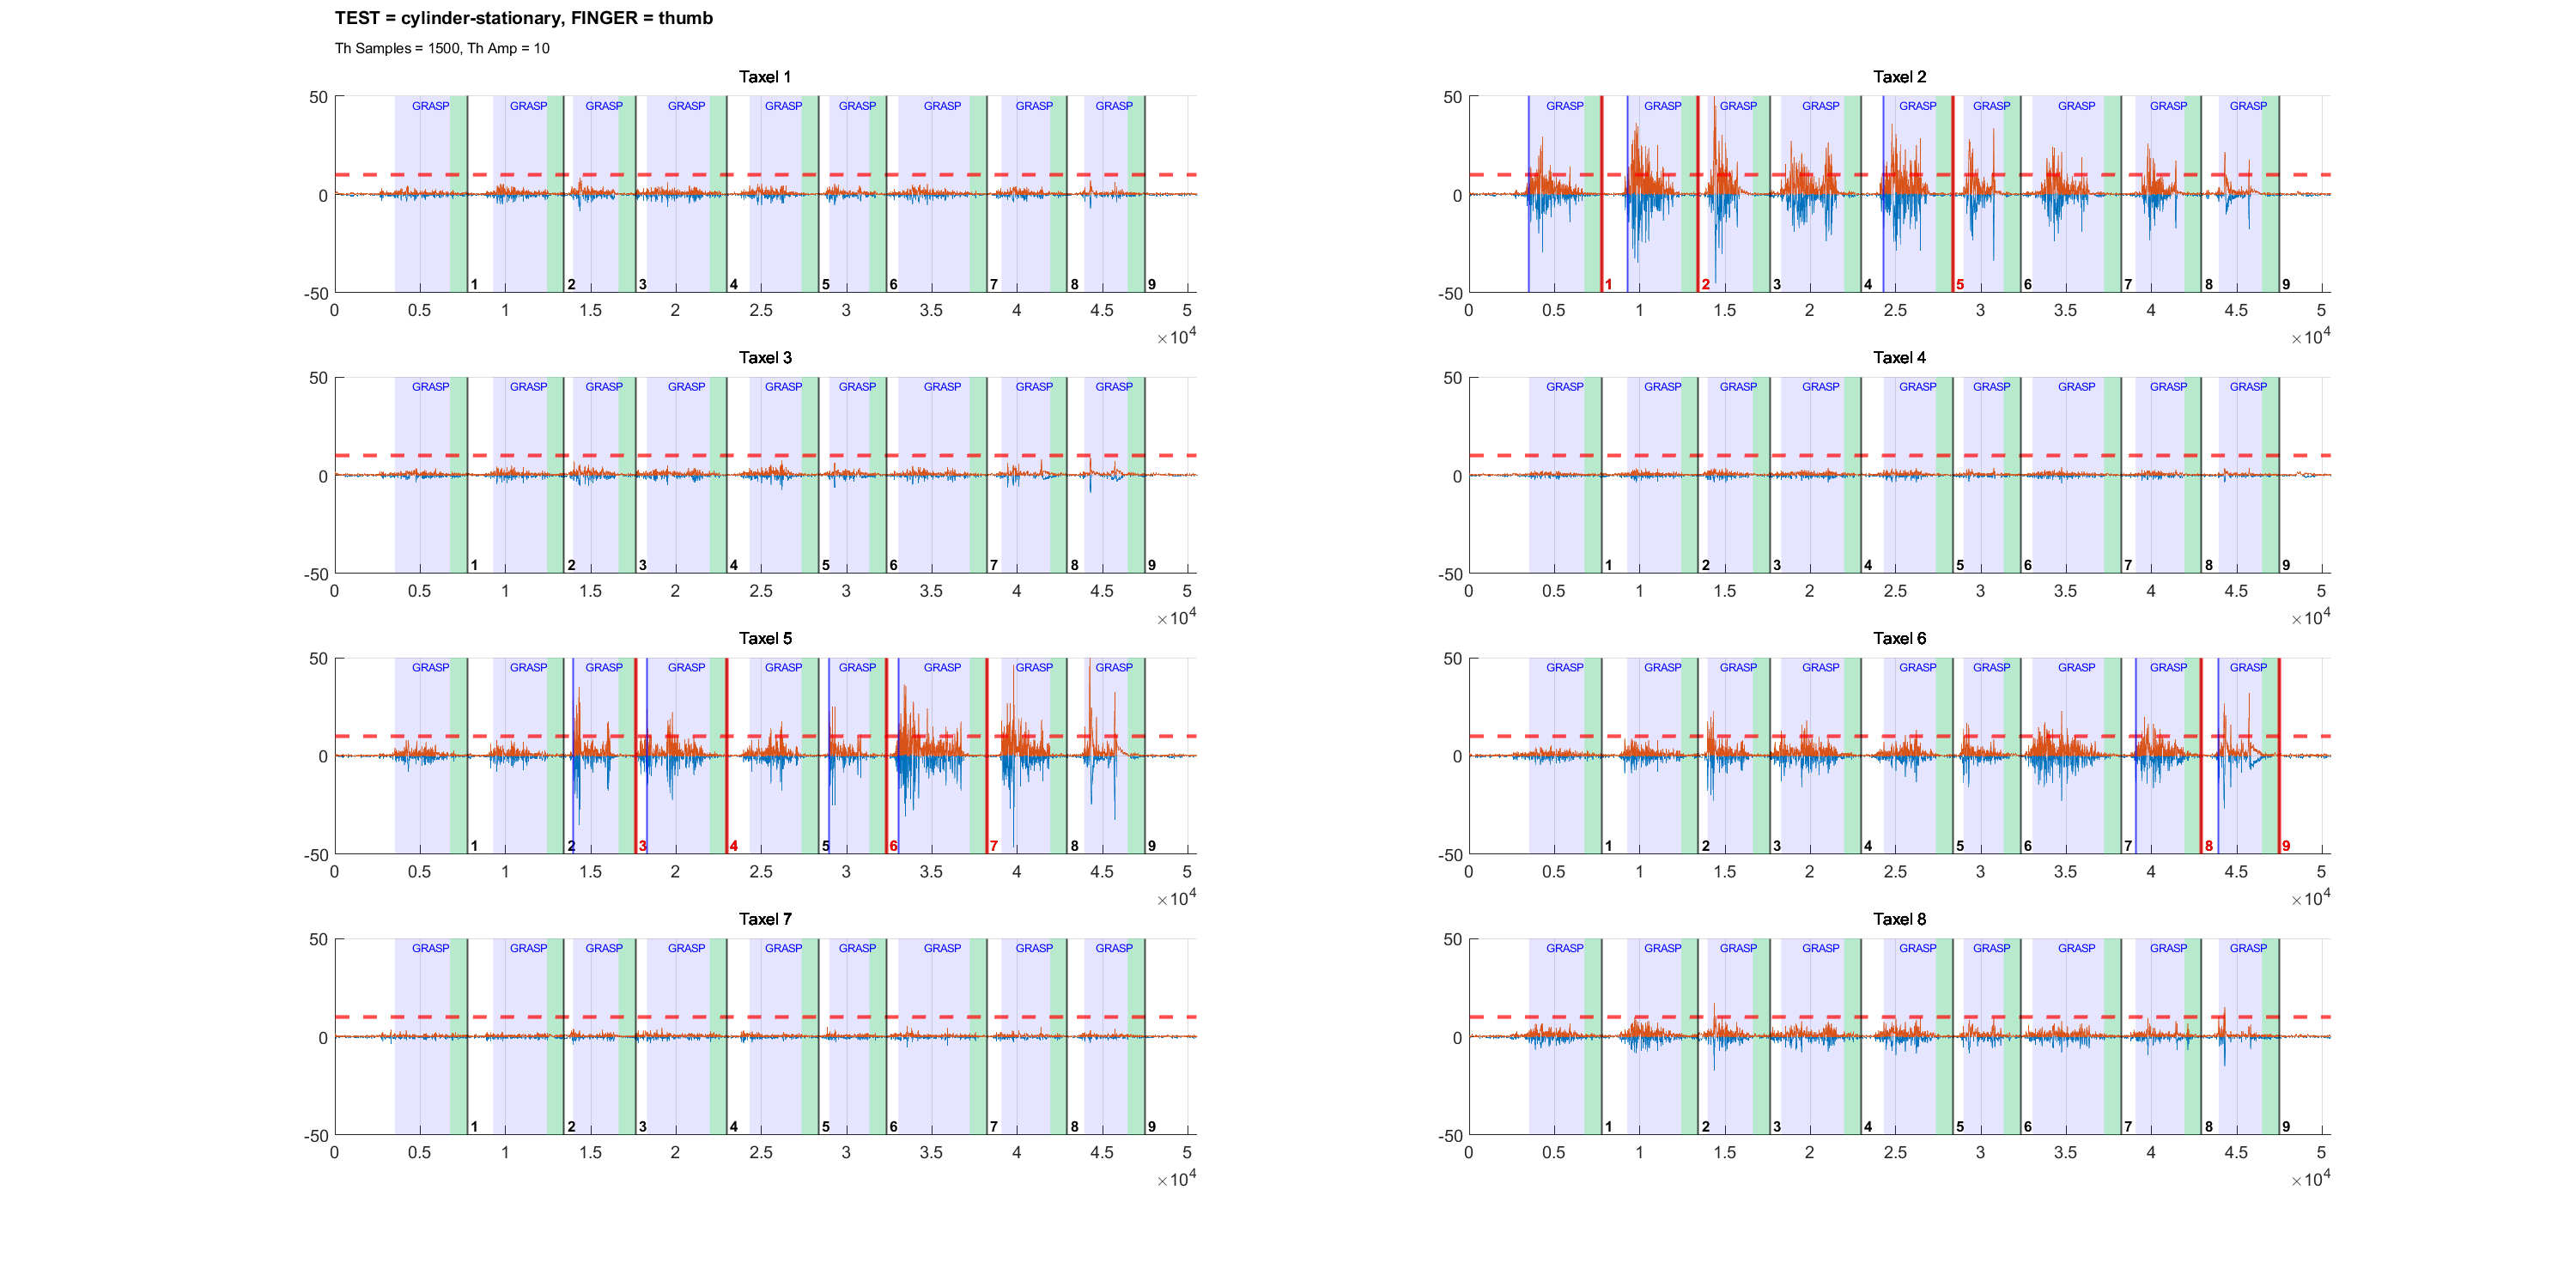 TEST = cylinder-stationary, FINGER = thumb
Th Samples = 1500, Th Amp = 10
Taxel 1
50
GRASP GRASP GRASP GRASP GRASP GRASP GRASP GRASP GRASP
0
1 2 3 4 5 6 7 8 9
-50
0 0.5 1 1.5 2 2.5 3 3.5 4 4.5 5
×10^4
Taxel 2
50
GRASP GRASP GRASP GRASP GRASP GRASP GRASP GRASP GRASP
0
1 2 3 4 5 6 7 8 9
-50
0 0.5 1 1.5 2 2.5 3 3.5 4 4.5 5
×10^4
Taxel 3
50
GRASP GRASP GRASP GRASP GRASP GRASP GRASP GRASP GRASP
0
1 2 3 4 5 6 7 8 9
-50
0 0.5 1 1.5 2 2.5 3 3.5 4 4.5 5
×10^4
Taxel 4
50
GRASP GRASP GRASP GRASP GRASP GRASP GRASP GRASP GRASP
0
1 2 3 4 5 6 7 8 9
-50
0 0.5 1 1.5 2 2.5 3 3.5 4 4.5 5
×10^4
Taxel 5
50
GRASP GRASP GRASP GRASP GRASP GRASP GRASP GRASP GRASP
0
1 2 3 4 5 6 7 8 9
-50
0 0.5 1 1.5 2 2.5 3 3.5 4 4.5 5
×10^4
Taxel 6
50
GRASP GRASP GRASP GRASP GRASP GRASP GRASP GRASP GRASP
0
1 2 3 4 5 6 7 8 9
-50
0 0.5 1 1.5 2 2.5 3 3.5 4 4.5 5
×10^4
Taxel 7
50
GRASP GRASP GRASP GRASP GRASP GRASP GRASP GRASP GRASP
0
1 2 3 4 5 6 7 8 9
-50
0 0.5 1 1.5 2 2.5 3 3.5 4 4.5 5
×10^4
Taxel 8
50
GRASP GRASP GRASP GRASP GRASP GRASP GRASP GRASP GRASP
0
1 2 3 4 5 6 7 8 9
-50
0 0.5 1 1.5 2 2.5 3 3.5 4 4.5 5
×10^4